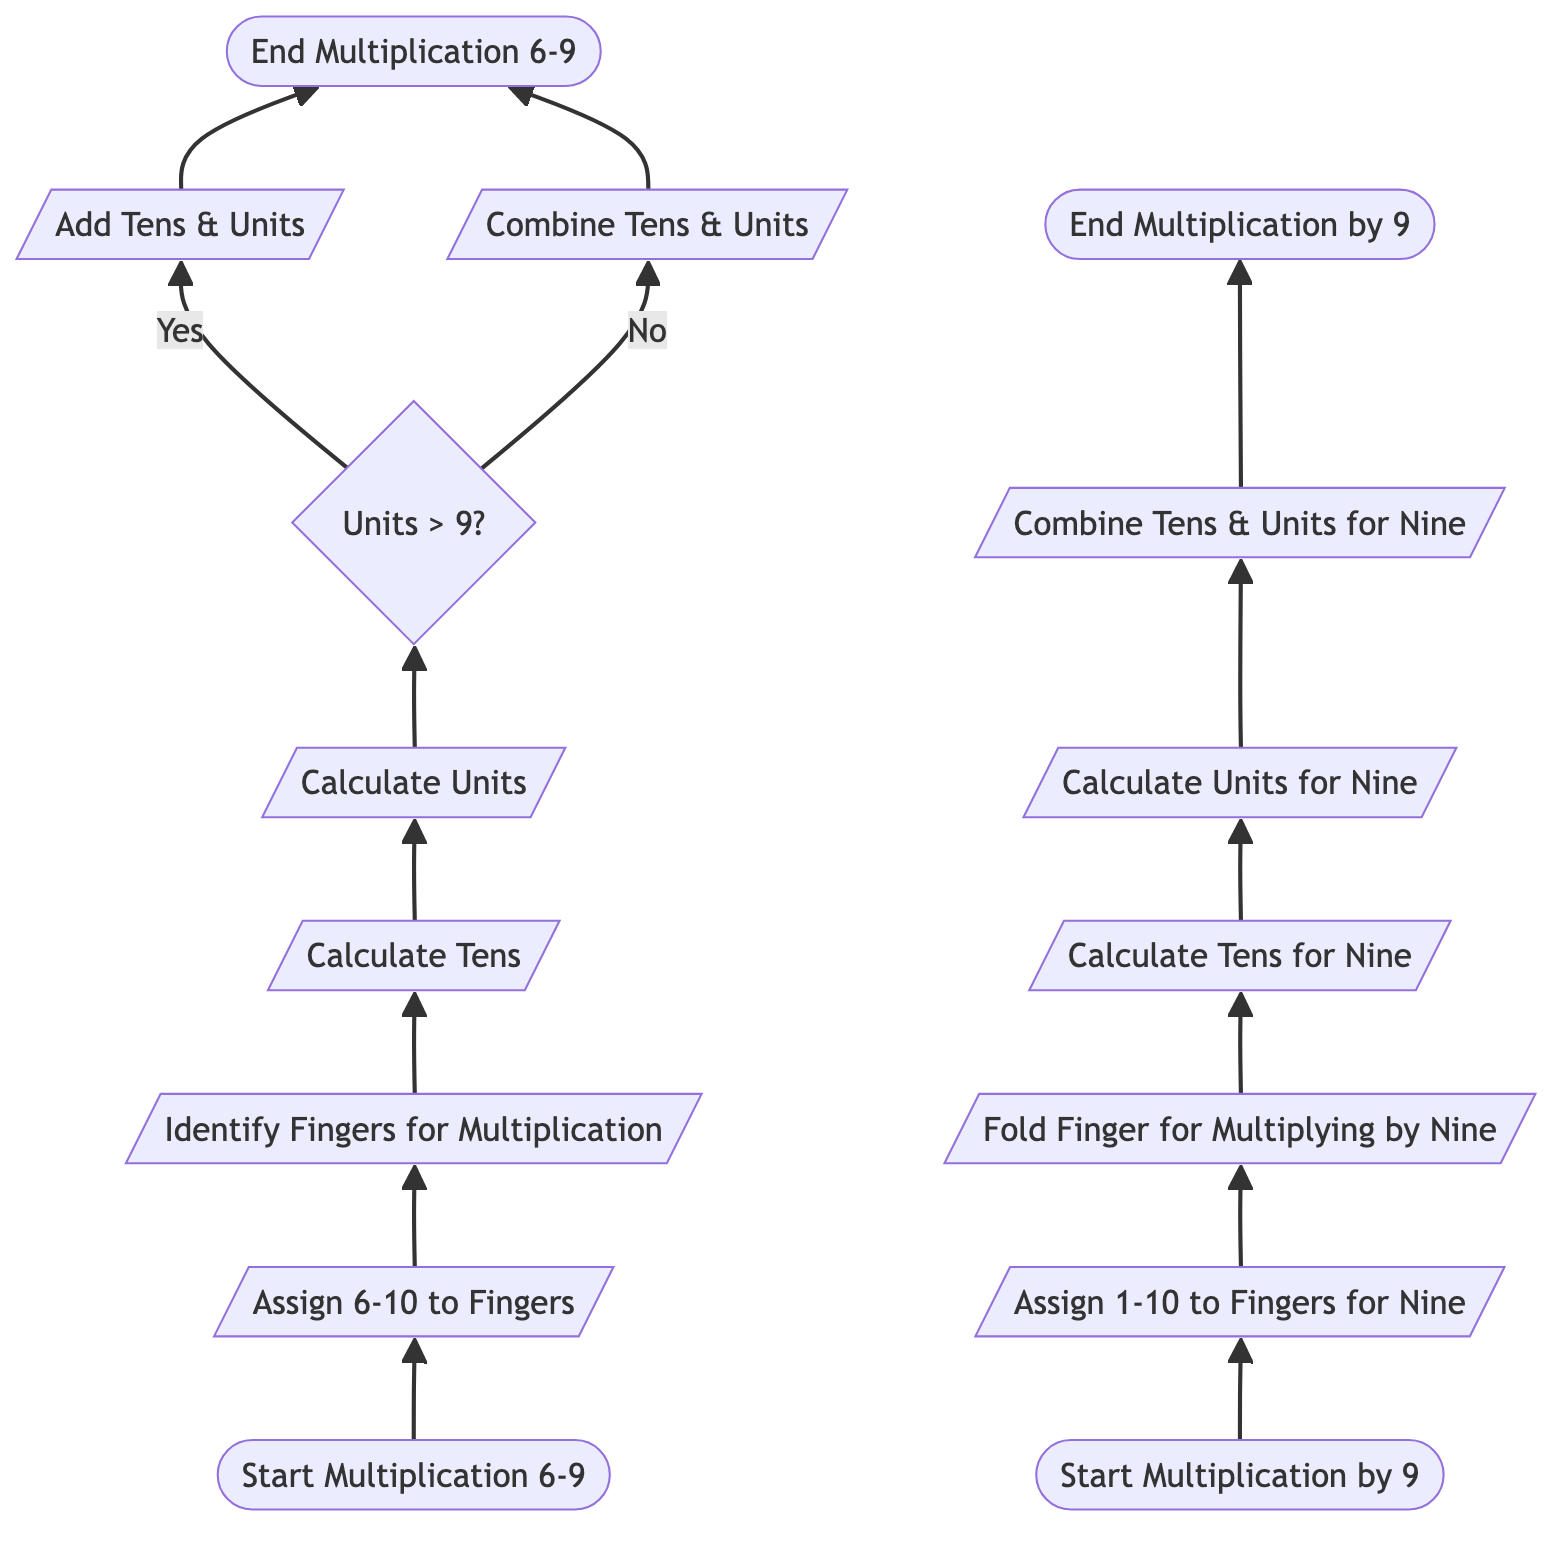 End Multiplication 6-9
Add Tens & Units
Combine Tens & Units
End Multiplication by 9
Yes
No
Units > 9?
Combine Tens & Units for Nine
Calculate Units
Calculate Units for Nine
Calculate Tens
Calculate Tens for Nine
Identify Fingers for Multiplication
Fold Finger for Multiplying by Nine
Assign 6-10 to Fingers
Assign 1-10 to Fingers for Nine
Start Multiplication 6-9
Start Multiplication by 9